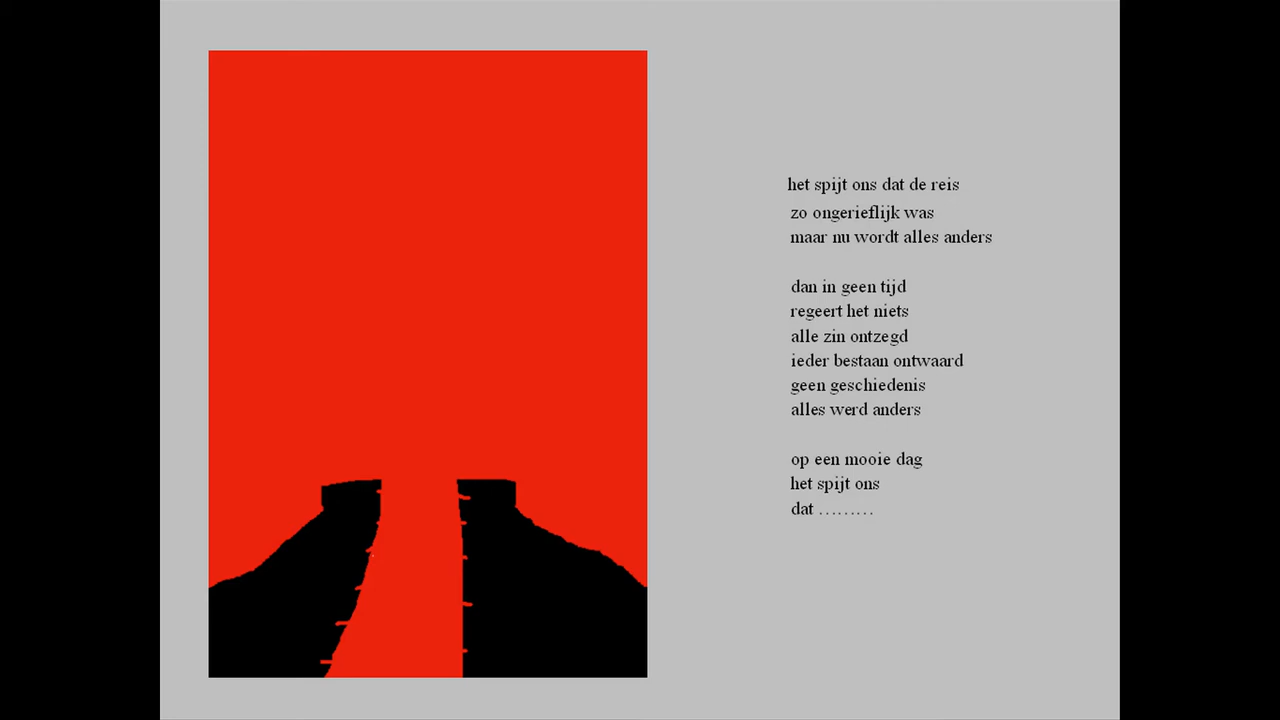 het spijt ons dat de reis
zo ongerieflijk was
maar nu wordt alles anders
dan in geen tijd
regeert het niets
alle zin ontzegd
ieder bestaan ontwaard
geen geschiedenis
alles werd anders
op een mooie dag
het spijt ons
dat ………